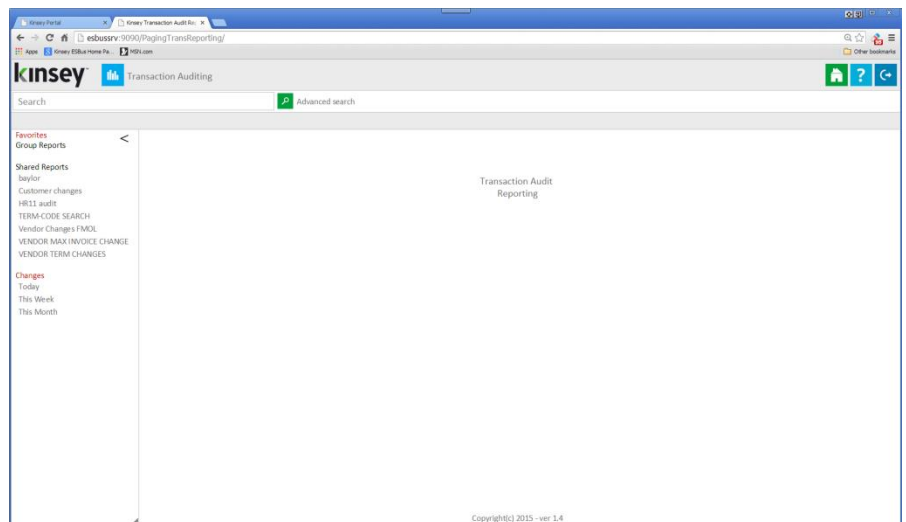 Kinsey Portal
Kinsey Transaction Audit Rep
esbussrv:9090/PagingTransReporting/
Apps
Kinsey ESBus Home Pa...
MSN.com
Other bookmarks
kinsey
Transaction Auditing
?
Search
Advanced search
Favorites
<
Group Reports
Shared Reports
baylor
Customer changes
HR11 audit
TERM-CODE SEARCH
Vendor Changes FMOL
VENDOR MAX INVOICE CHANGE
VENDOR TERM CHANGES
Changes
Today
This Week
This Month
Transaction Audit
Reporting
Copyright(c) 2015 - ver 1.4